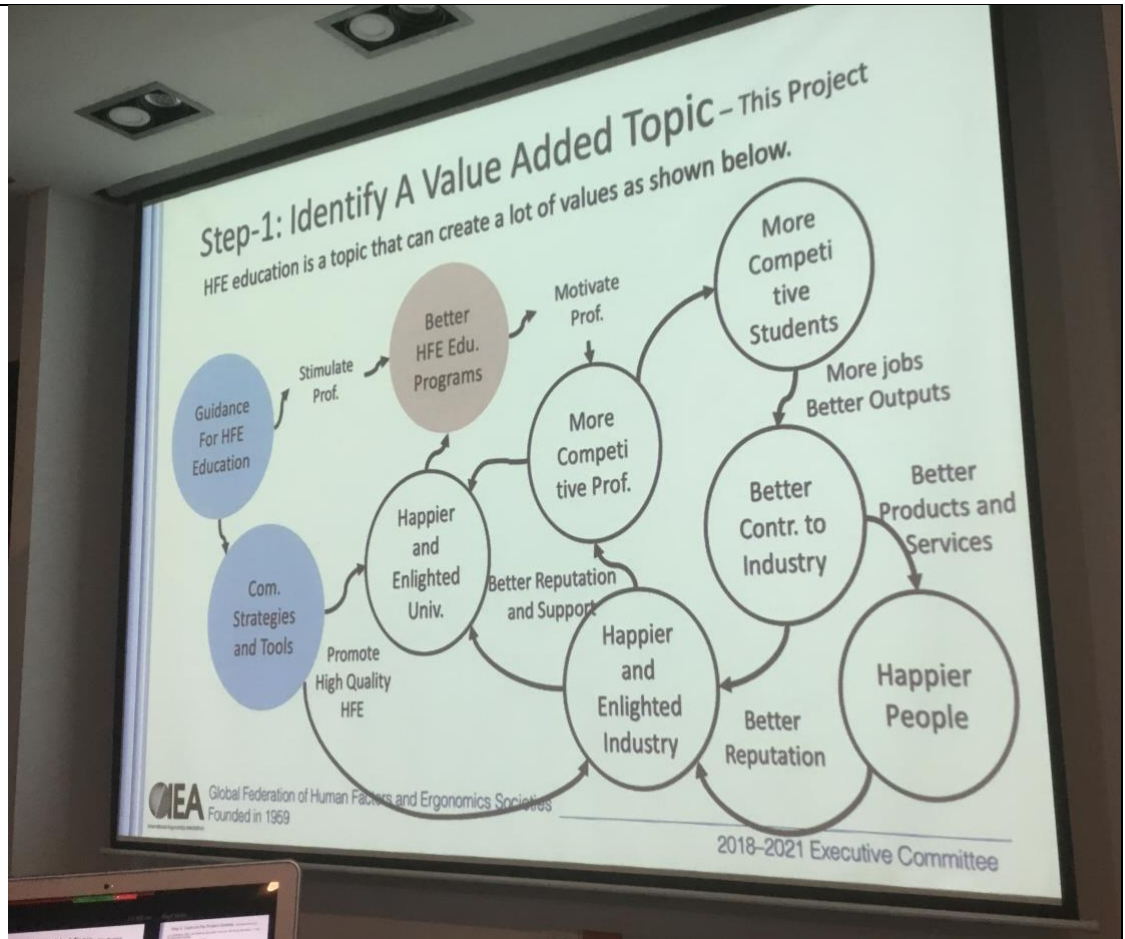 Step-1: Identify A Value Added Topic – This Project
HFE education is a topic that can create a lot of values as shown below.
Guidance
For HFE
Education
Stimulate
Prof.
Better
HFE Edu.
Programs
Motivate
Prof.
More
Competi
tive
Students
More jobs
Better Outputs
More
Competi
tive Prof.
Better
Contr. to
Industry
Better
Products and
Services
Happier
and
Enlighted
Univ.
Com.
Strategies
and Tools
Promote
High Quality
HFE
Better Reputation
and Support
Happier
and
Enlighted
Industry
Better
Reputation
Happier
People
IEA
Global Federation of Human Factors and Ergonomics Societies
Founded in 1959
2018–2021 Executive Committee